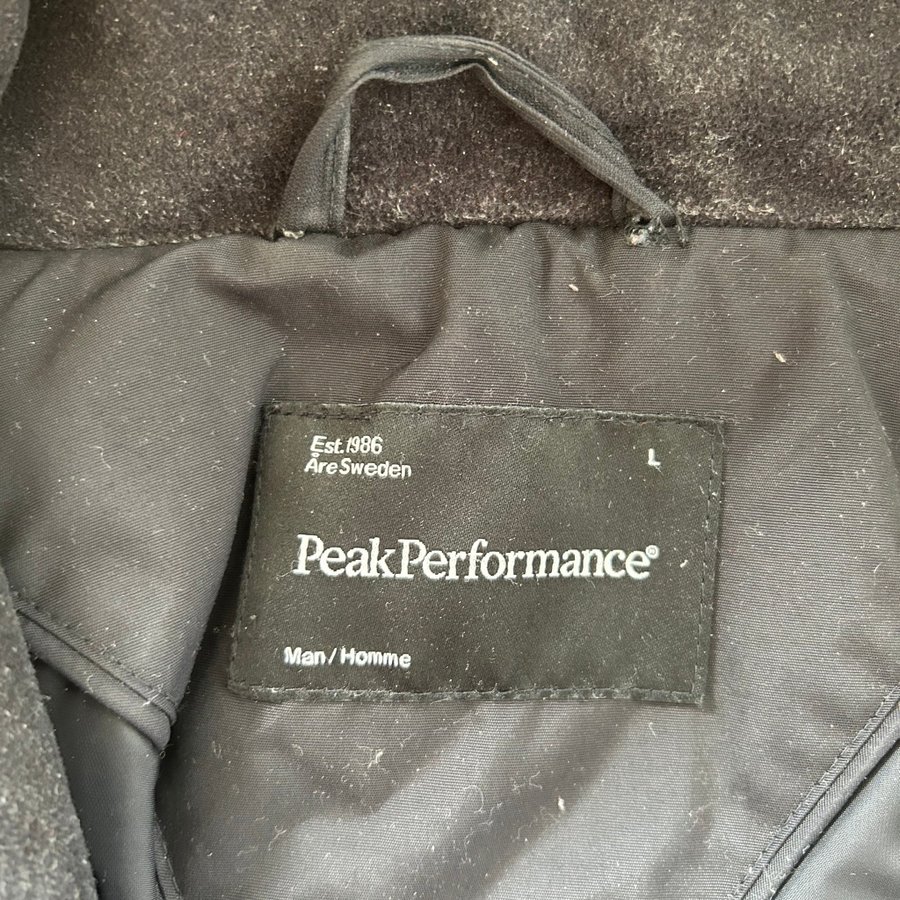 Est.1986
Åre Sweden
L
PeakPerformance®
Man/Homme